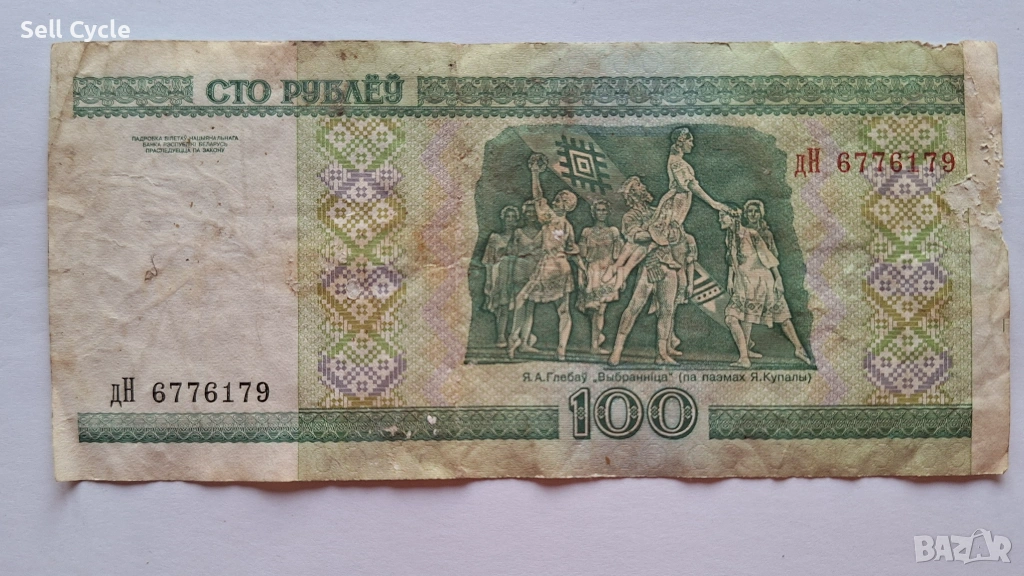 Sell Cycle
СТО РУБЛЁЎ
ПАДРОБКА БІЛЕТАЎ НАЦЫЯНАЛЬНАГА
БАНКА РЭСПУБЛІКІ БЕЛАРУСЬ
ПРАСЛЕДУЕЦЦА ПА ЗАКОНУ
дН 6776179
дН 6776179
Я.А.Глебаў „Выбранніца" (па паэмах Я.Купалы)
100
BAZAR